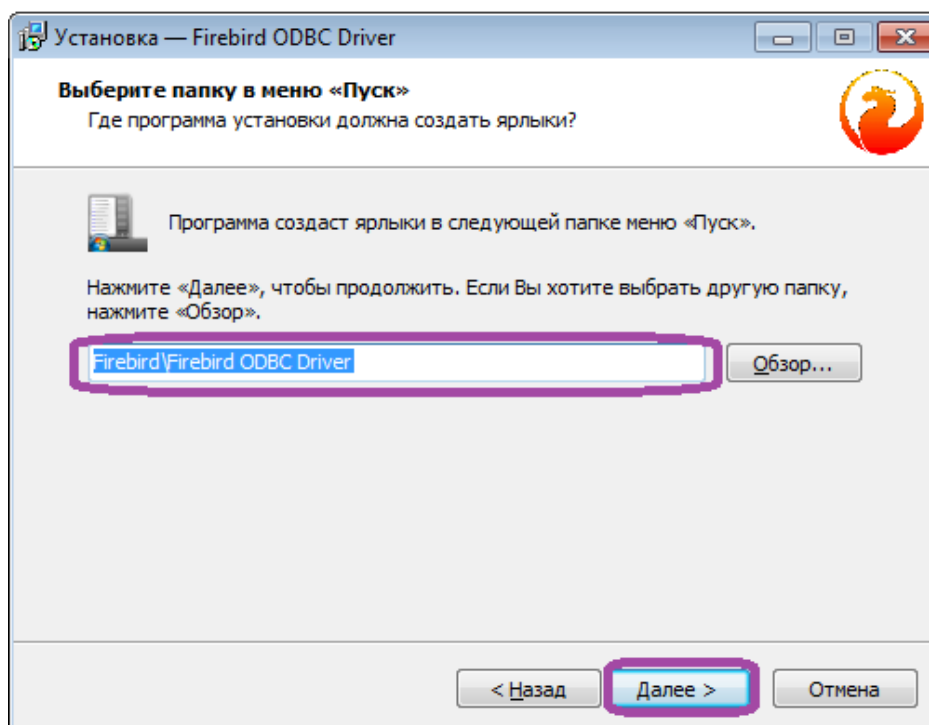 Установка — Firebird ODBC Driver
Выберите папку в меню «Пуск»
Где программа установки должна создать ярлыки?
Программа создаст ярлыки в следующей папке меню «Пуск».
Нажмите «Далее», чтобы продолжить. Если Вы хотите выбрать другую папку,
нажмите «Обзор».
Firebird\Firebird ODBC Driver
Обзор...
< Назад
Далее >
Отмена